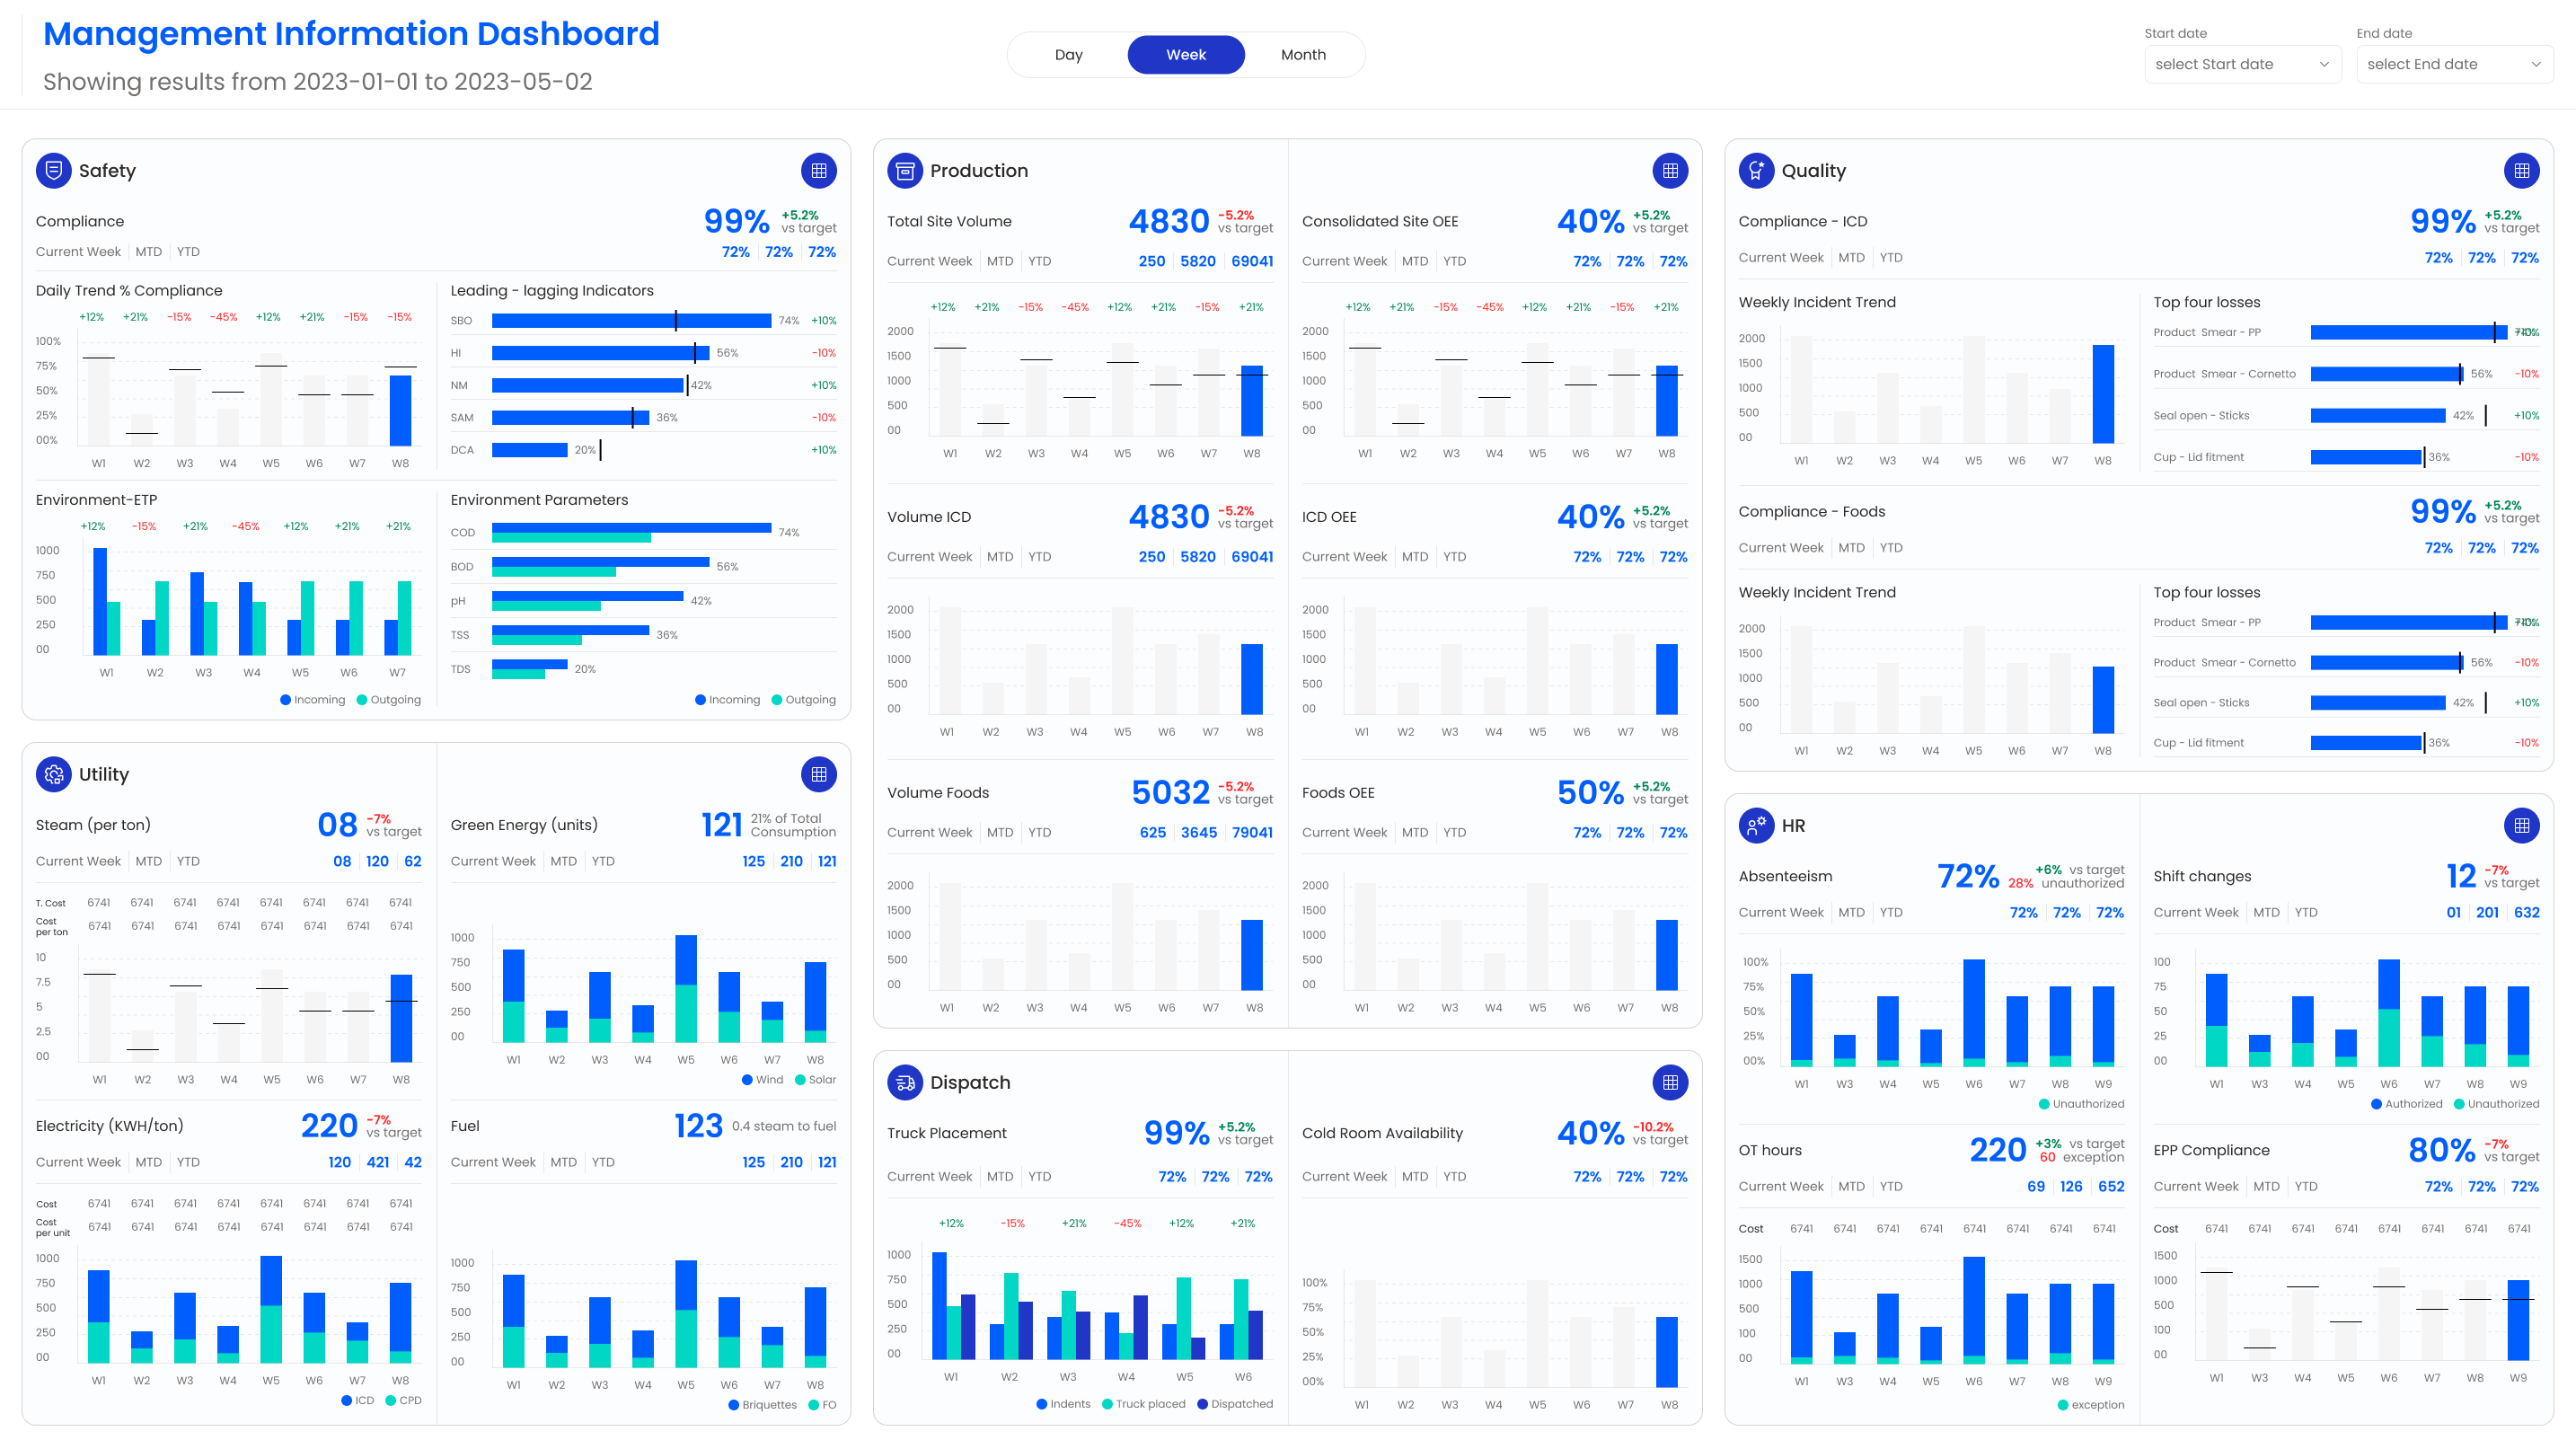 Management Information Dashboard
Showing results from 2023-01-01 to 2023-05-02
Day Week Month
Start date
select Start date
End date
select End date
Safety
Compliance 99% +5.2% vs target
Current Week MTD YTD 72% 72% 72%
Daily Trend % Compliance
+12% +21% -15% -45% +12% +21% -15% -15%
100%
75%
50%
25%
00%
W1 W2 W3 W4 W5 W6 W7 W8
Leading - lagging Indicators
SBO 74% +10%
HI 56% -10%
NM 42% +10%
SAM 36% -10%
DCA 20% +10%
Environment-ETP
+12% -15% +21% -45% +12% +21% +21%
1000
750
500
250
00
W1 W2 W3 W4 W5 W6 W7
Incoming Outgoing
Environment Parameters
COD 74%
BOD 56%
pH 42%
TSS 36%
TDS 20%
Incoming Outgoing
Utility
Steam (per ton) 08 -7% vs target
Current Week MTD YTD 08 120 62
T. Cost 6741 6741 6741 6741 6741 6741 6741 6741
Cost per ton 6741 6741 6741 6741 6741 6741 6741 6741
10
7.5
5
2.5
00
W1 W2 W3 W4 W5 W6 W7 W8
Green Energy (units) 121 21% of Total Consumption
Current Week MTD YTD 125 210 121
1000
750
500
250
00
W1 W2 W3 W4 W5 W6 W7 W8
Wind Solar
Electricity (KWH/ton) 220 -7% vs target
Current Week MTD YTD 120 421 42
Cost 6741 6741 6741 6741 6741 6741 6741 6741
Cost per unit 6741 6741 6741 6741 6741 6741 6741 6741
1000
750
500
250
00
W1 W2 W3 W4 W5 W6 W7 W8
ICD CPD
Fuel 123 0.4 steam to fuel
Current Week MTD YTD 125 210 121
1000
750
500
250
00
W1 W2 W3 W4 W5 W6 W7 W8
Briquettes FO
Production
Total Site Volume 4830 -5.2% vs target
Current Week MTD YTD 250 5820 69041
+12% +21% -15% -45% +12% +21% -15% +21%
2000
1500
1000
500
00
W1 W2 W3 W4 W5 W6 W7 W8
Consolidated Site OEE 40% +5.2% vs target
Current Week MTD YTD 72% 72% 72%
+12% +21% -15% -45% +12% +21% -15% +21%
2000
1500
1000
500
00
W1 W2 W3 W4 W5 W6 W7 W8
Volume ICD 4830 -5.2% vs target
Current Week MTD YTD 250 5820 69041
2000
1500
1000
500
00
W1 W2 W3 W4 W5 W6 W7 W8
ICD OEE 40% +5.2% vs target
Current Week MTD YTD 72% 72% 72%
2000
1500
1000
500
00
W1 W2 W3 W4 W5 W6 W7 W8
Volume Foods 5032 -5.2% vs target
Current Week MTD YTD 625 3645 79041
2000
1500
1000
500
00
W1 W2 W3 W4 W5 W6 W7 W8
Foods OEE 50% +5.2% vs target
Current Week MTD YTD 72% 72% 72%
2000
1500
1000
500
00
W1 W2 W3 W4 W5 W6 W7 W8
Dispatch
Truck Placement 99% +5.2% vs target
Current Week MTD YTD 72% 72% 72%
+12% -15% +21% -45% +12% +21%
1000
750
500
250
00
W1 W2 W3 W4 W5 W6
Indents Truck placed Dispatched
Cold Room Availability 40% -10.2% vs target
Current Week MTD YTD 72% 72% 72%
100%
75%
50%
25%
00%
W1 W2 W3 W4 W5 W6 W7 W8
Quality
Compliance - ICD 99% +5.2% vs target
Current Week MTD YTD 72% 72% 72%
Weekly Incident Trend
2000
1500
1000
500
00
W1 W2 W3 W4 W5 W6 W7 W8
Top four losses
Product Smear - PP
Product Smear - Cornetto 56% -10%
Seal open - Sticks 42% +10%
Cup - Lid fitment 36% -10%
Compliance - Foods 99% +5.2% vs target
Current Week MTD YTD 72% 72% 72%
Weekly Incident Trend
2000
1500
1000
500
00
W1 W2 W3 W4 W5 W6 W7 W8
Top four losses
Product Smear - PP
Product Smear - Cornetto 56% -10%
Seal open - Sticks 42% +10%
Cup - Lid fitment 36% -10%
HR
Absenteeism 72% +6% vs target
28% unauthorized
Current Week MTD YTD 72% 72% 72%
100%
75%
50%
25%
00%
W1 W3 W4 W5 W6 W7 W8 W9
Unauthorized
Shift changes 12 -7% vs target
Current Week MTD YTD 01 201 632
100
75
50
25
00
W1 W3 W4 W5 W6 W7 W8 W9
Authorized Unauthorized
OT hours 220 +3% vs target
60 exception
Current Week MTD YTD 69 126 652
Cost 6741 6741 6741 6741 6741 6741 6741 6741
1500
1000
500
100
00
W1 W3 W4 W5 W6 W7 W8 W9
exception
EPP Compliance 80% -7% vs target
Current Week MTD YTD 72% 72% 72%
Cost 6741 6741 6741 6741 6741 6741 6741 6741
1500
1000
500
100
00
W1 W3 W4 W5 W6 W7 W8 W9